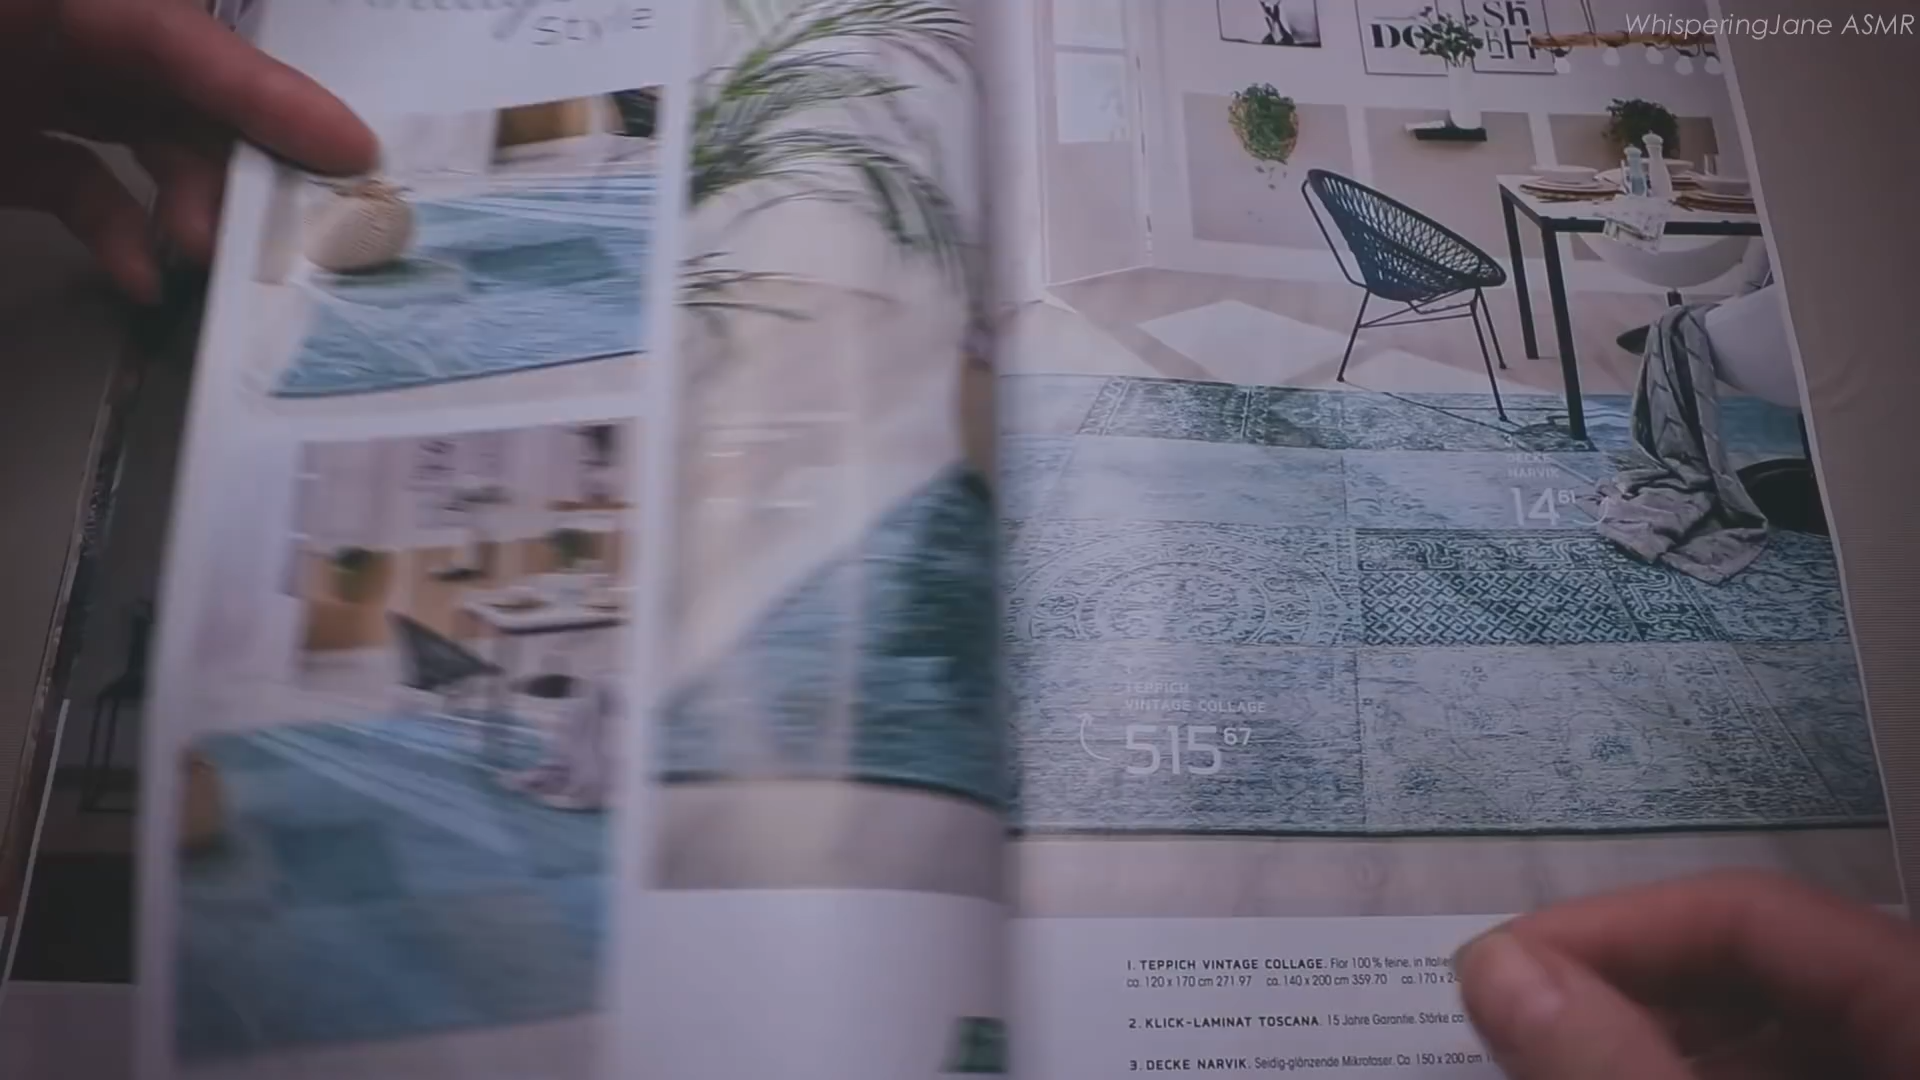 WhisperingJane ASMR
Style
DO
Sh
hH
DECKE
NARVIK
14 61
TEPPICH
VINTAGE COLLAGE
515 67
1. TEPPICH VINTAGE COLLAGE. Flor 100% feine, in
ca. 120 x 170 cm 271.97 ca. 140 x 200 cm 359.70 ca. 170 x
2. KLICK-LAMINAT TOSCANA. 15 Jahre Garantie. Stärke ca
3. DECKE NARVIK. Seidig-glänzende Mikrofaser. Ca. 150 x 200 cm